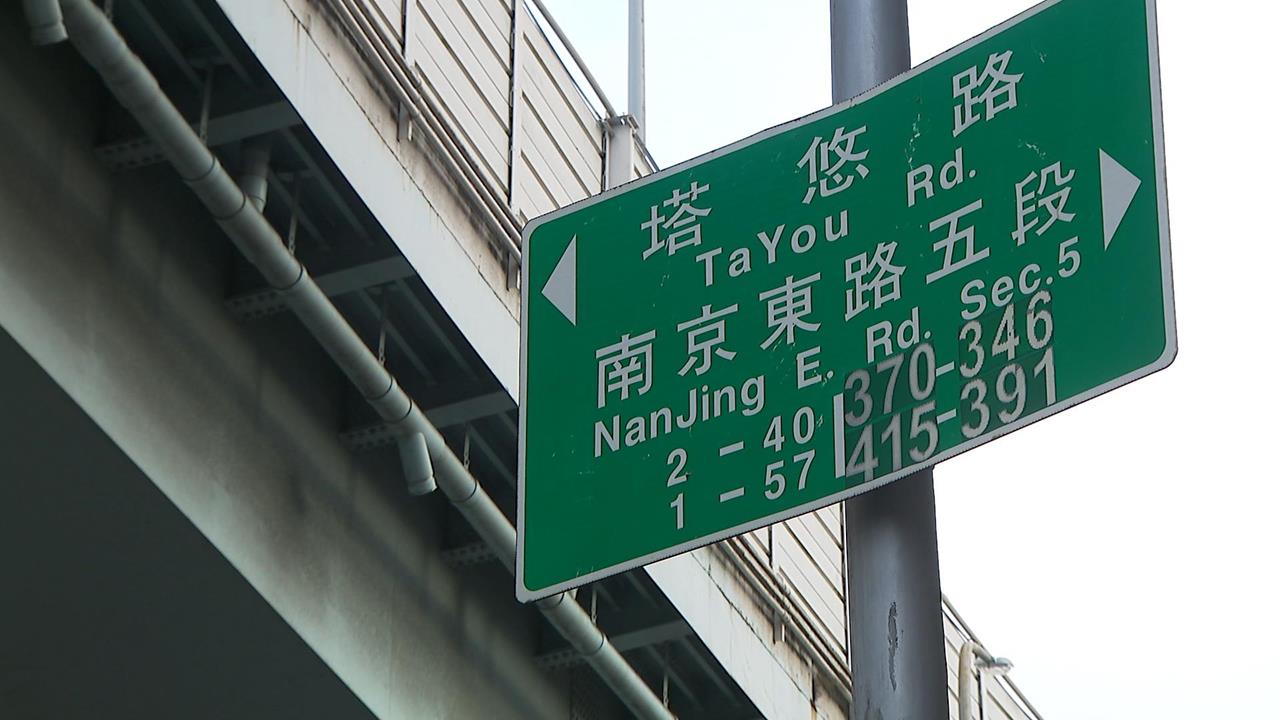 塔悠路
TaYou Rd.
南京東路五段
NanJing E. Rd. Sec.5
2 - 40 370-346
1 - 57 415-391